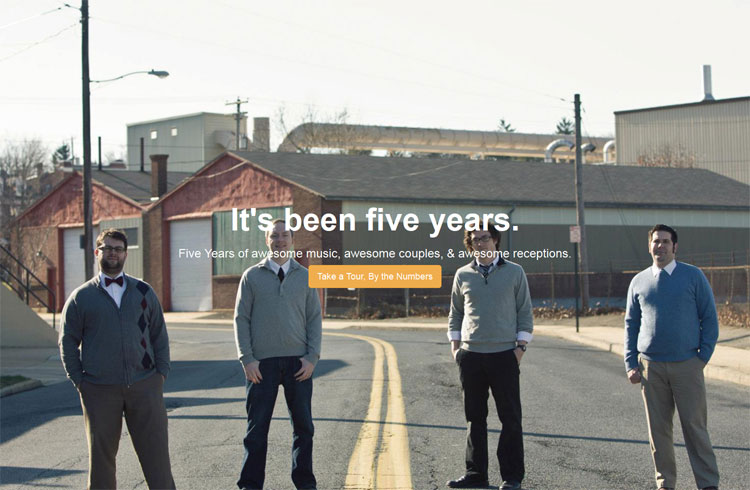 It's been five years.
Five Years of awesome music, awesome couples, & awesome receptions.
Take a Tour, By the Numbers